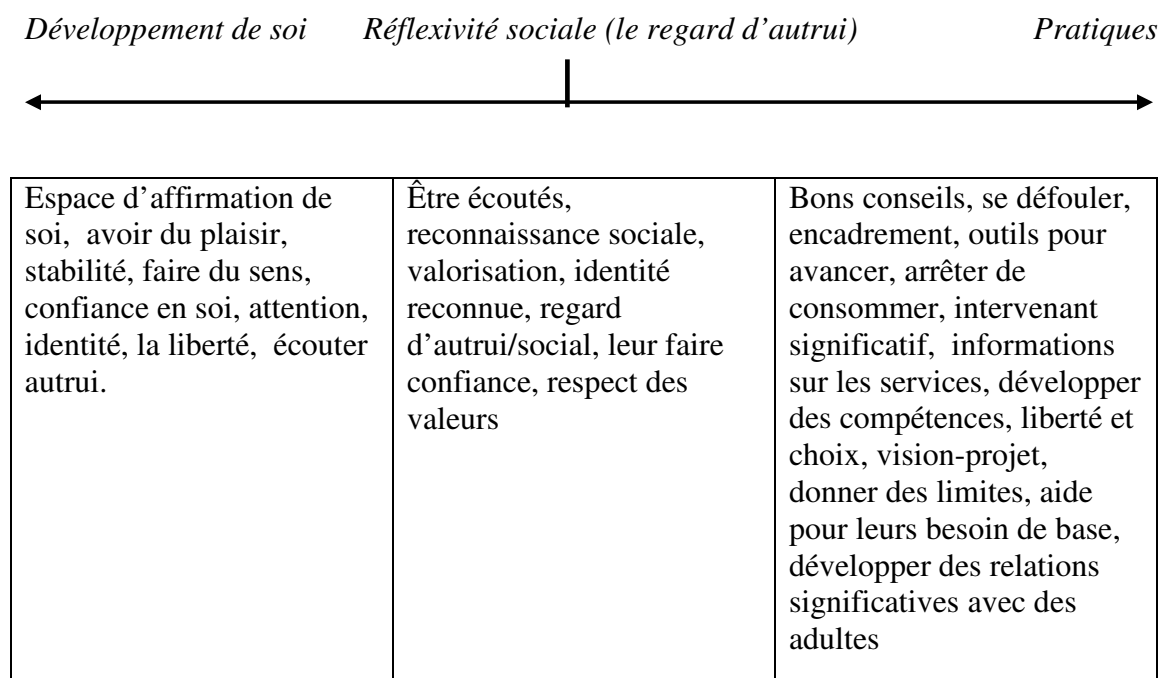 Développement de soi Réflexivité sociale (le regard d'autrui) Pratiques
Espace d'affirmation de
soi, avoir du plaisir,
stabilité, faire du sens,
confiance en soi, attention,
identité, la liberté, écouter
autrui.
Être écoutés,
reconnaissance sociale,
valorisation, identité
reconnue, regard
d'autrui/social, leur faire
confiance, respect des
valeurs
Bons conseils, se défouler,
encadrement, outils pour
avancer, arrêter de
consommer, intervenant
significatif, informations
sur les services, développer
des compétences, liberté et
choix, vision-projet,
donner des limites, aide
pour leurs besoin de base,
développer des relations
significatives avec des
adultes